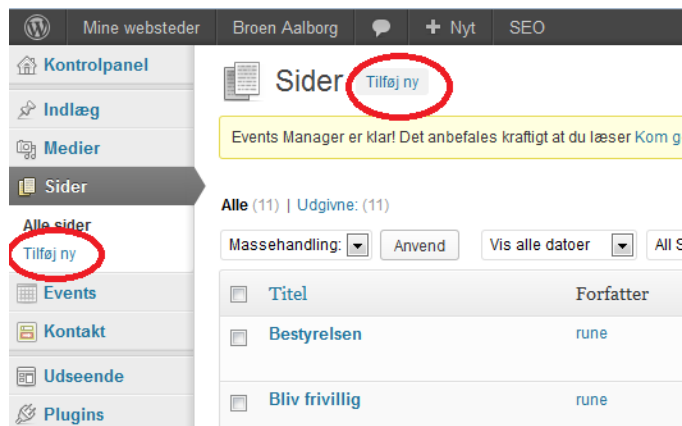 Mine websteder Broen Aalborg + Nyt SEO
Kontrolpanel
Indlæg
Medier
Sider
Alle sider
Tilføj ny
Events
Kontakt
Udseende
Plugins
Sider Tilføj ny
Events Manager er klar! Det anbefales kraftigt at du læser Kom g
Alle (11) | Udgivne: (11)
Massehandling: Anvend Vis alle datoer All S
Titel Forfatter
Bestyrelsen rune
Bliv frivillig rune